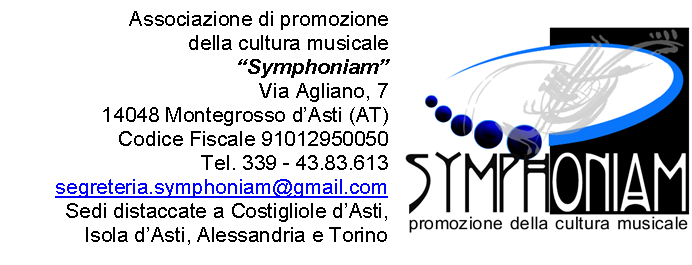 Associazione di promozione
della cultura musicale
“Symphoniam”
Via Agliano, 7
14048 Montegrosso d’Asti (AT)
Codice Fiscale 91012950050
Tel. 339 - 43.83.613
segreteria.symphoniam@gmail.com
Sedi distaccate a Costigliole d’Asti,
Isola d’Asti, Alessandria e Torino
SYMPHONIAM
promozione della cultura musicale